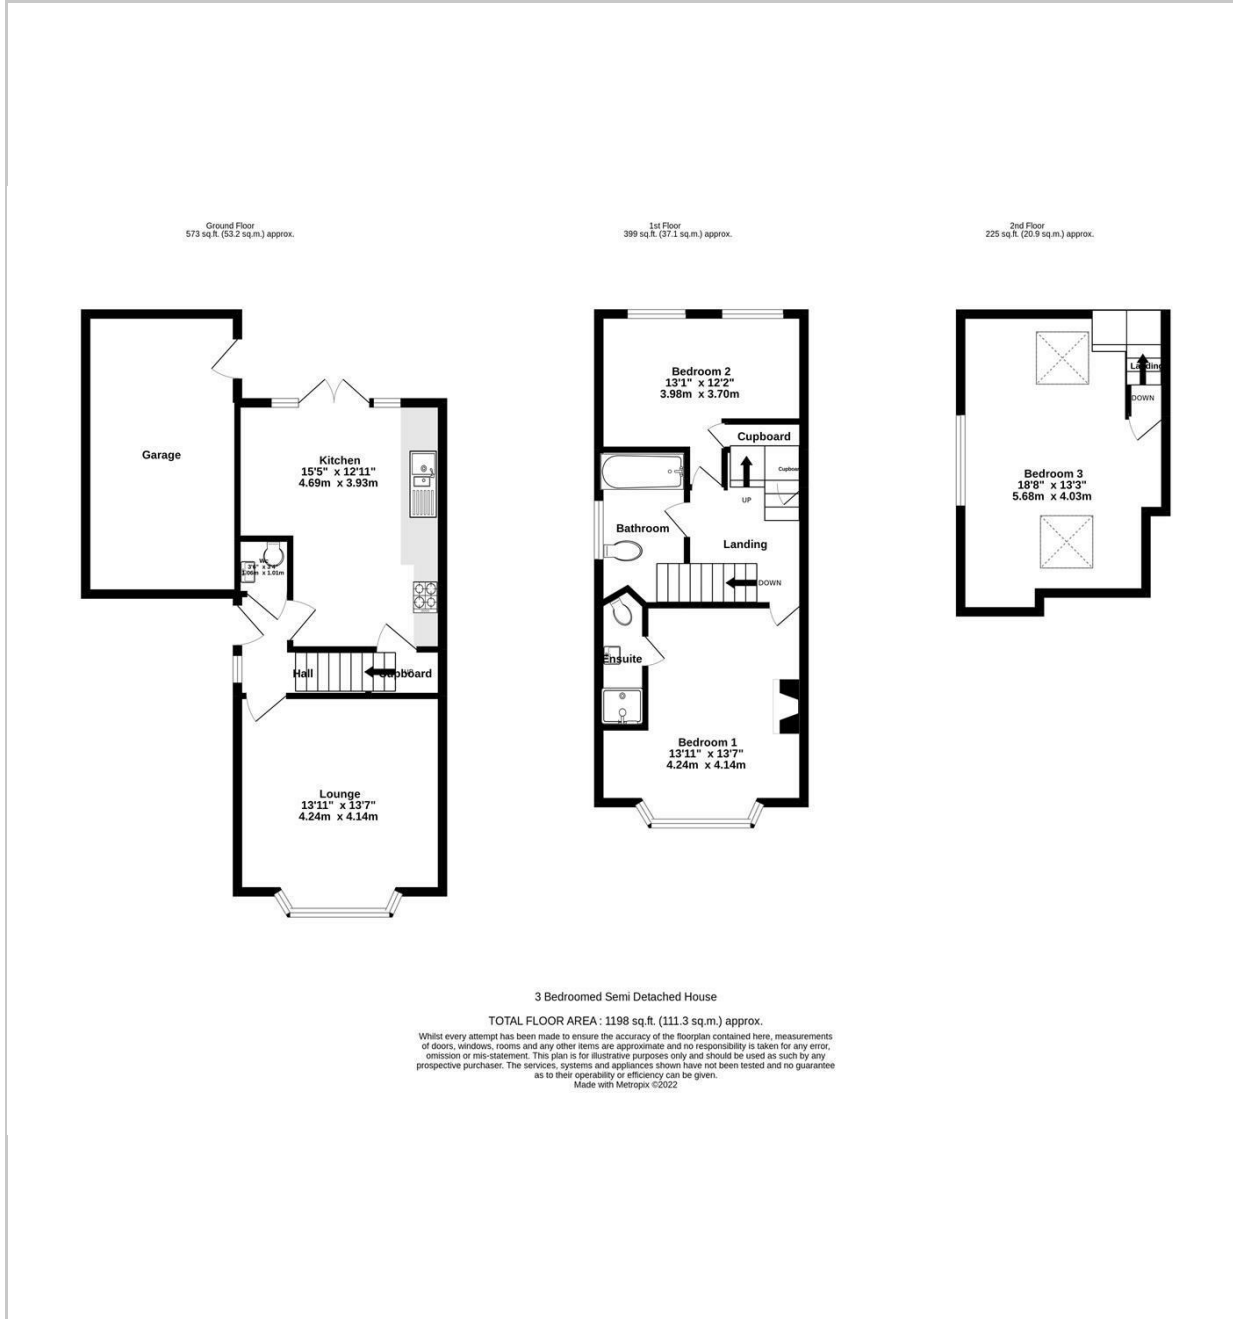 Ground Floor
573 sq.ft. (53.2 sq.m.) approx.
1st Floor
399 sq.ft. (37.1 sq.m.) approx.
2nd Floor
225 sq.ft. (20.9 sq.m.) approx.
Garage
Kitchen
15'5" x 12'11"
4.69m x 3.93m
3'6" x 3'4"
1.06m x 1.01m
Hall
Cupboard
Lounge
13'11" x 13'7"
4.24m x 4.14m
Bedroom 2
13'1" x 12'2"
3.98m x 3.70m
Cupboard
Cupboard
UP
Bathroom
Landing
DOWN
Ensuite
Bedroom 1
13'11" x 13'7"
4.24m x 4.14m
Landing
DOWN
Bedroom 3
18'8" x 13'3"
5.68m x 4.03m
3 Bedroomed Semi Detached House
TOTAL FLOOR AREA : 1198 sq.ft. (111.3 sq.m.) approx.
Whilst every attempt has been made to ensure the accuracy of the floorplan contained here, measurements
of doors, windows, rooms and any other items are approximate and no responsibility is taken for any error,
omission or mis-statement. This plan is for illustrative purposes only and should be used as such by any
prospective purchaser. The services, systems and appliances shown have not been tested and no guarantee
as to their operability or efficiency can be given.
Made with Metropix ©2022